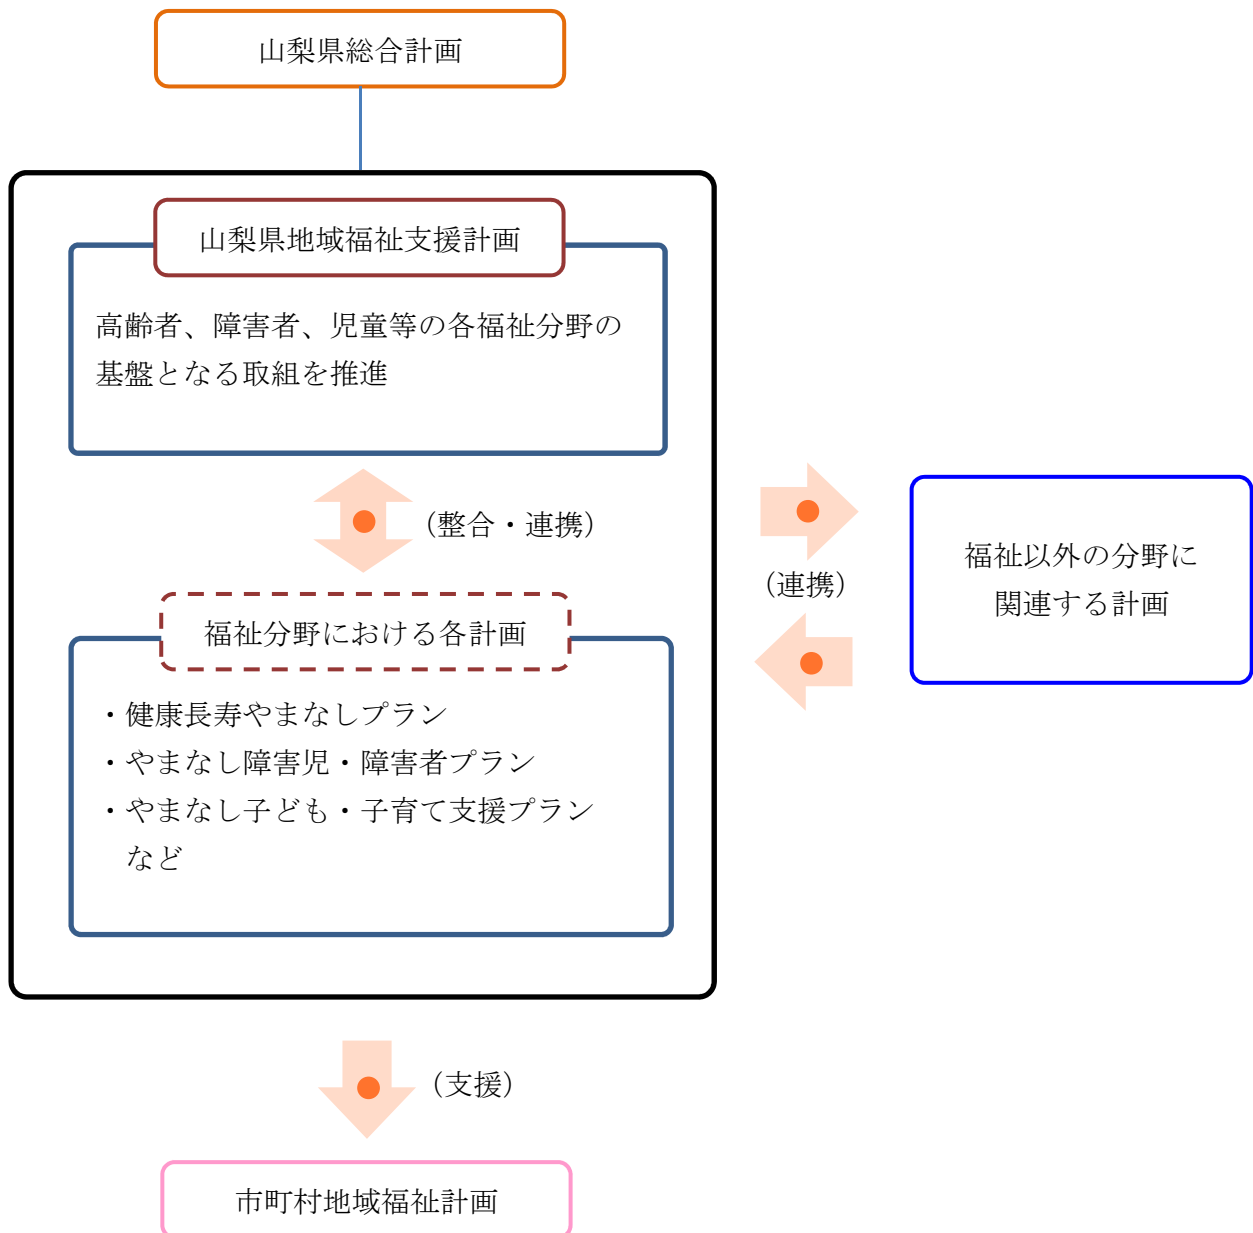 山梨県総合計画
山梨県地域福祉支援計画
高齢者、障害者、児童等の各福祉分野の
基盤となる取組を推進
（整合・連携）
福祉分野における各計画
・健康長寿やまなしプラン
・やまなし障害児・障害者プラン
・やまなし子ども・子育て支援プラン
など
（連携）
福祉以外の分野に
関連する計画
（支援）
市町村地域福祉計画